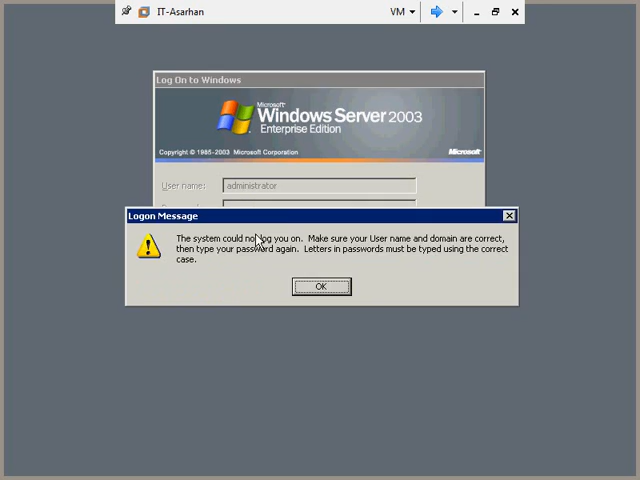 IT-Asarhan VM
Log On to Windows
Microsoft
Windows Server 2003
Enterprise Edition
Copyright © 1985-2003 Microsoft Corporation Microsoft
User name: administrator
Logon Message
The system could not log you on. Make sure your User name and domain are correct,
then type your password again. Letters in passwords must be typed using the correct
case.
OK